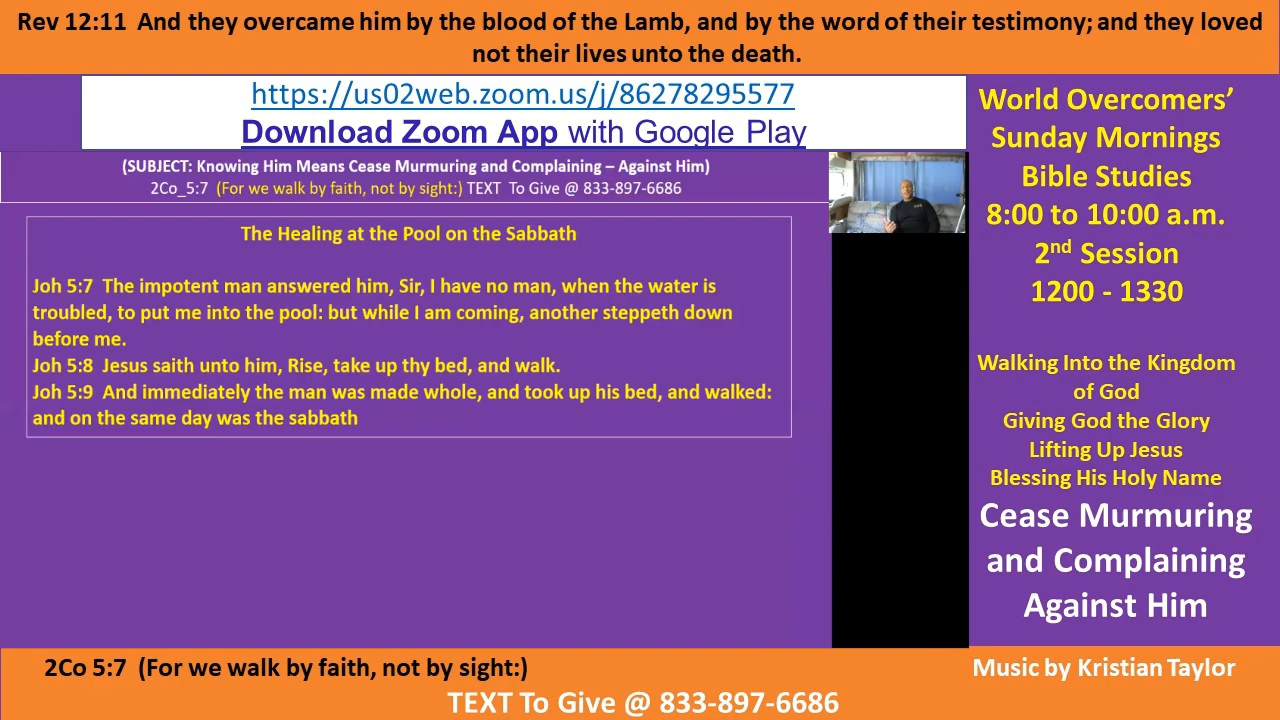 Rev 12:11  And they overcame him by the blood of the Lamb, and by the word of their testimony; and they loved
not their lives unto the death.
https://us02web.zoom.us/j/86278295577
Download Zoom App with Google Play
(SUBJECT: Knowing Him Means Cease Murmuring and Complaining – Against Him)
2Co_5:7  (For we walk by faith, not by sight:) TEXT  To Give @ 833-897-6686
The Healing at the Pool on the Sabbath
Joh 5:7  The impotent man answered him, Sir, I have no man, when the water is
troubled, to put me into the pool: but while I am coming, another steppeth down
before me.
Joh 5:8  Jesus saith unto him, Rise, take up thy bed, and walk.
Joh 5:9  And immediately the man was made whole, and took up his bed, and walked:
and on the same day was the sabbath
World Overcomers’
Sunday Mornings
Bible Studies
8:00 to 10:00 a.m.
2nd Session
1200 - 1330
Walking Into the Kingdom
of God
Giving God the Glory
Lifting Up Jesus
Blessing His Holy Name
Cease Murmuring
and Complaining
Against Him
2Co 5:7  (For we walk by faith, not by sight:)
Music by Kristian Taylor
TEXT To Give @ 833-897-6686